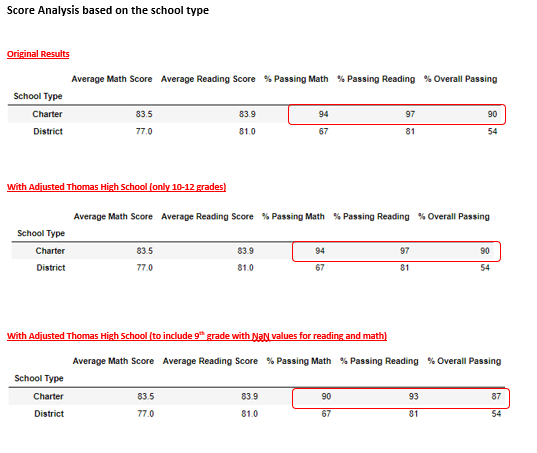 Score Analysis based on the school type
Original Results
Average Math Score Average Reading Score % Passing Math % Passing Reading % Overall Passing
School Type
Charter 83.5 83.9 94 97 90
District 77.0 81.0 67 81 54
With Adjusted Thomas High School (only 10-12 grades)
Average Math Score Average Reading Score % Passing Math % Passing Reading % Overall Passing
School Type
Charter 83.5 83.9 94 97 90
District 77.0 81.0 67 81 54
With Adjusted Thomas High School (to include 9th grade with NaN values for reading and math)
Average Math Score Average Reading Score % Passing Math % Passing Reading % Overall Passing
School Type
Charter 83.5 83.9 90 93 87
District 77.0 81.0 67 81 54